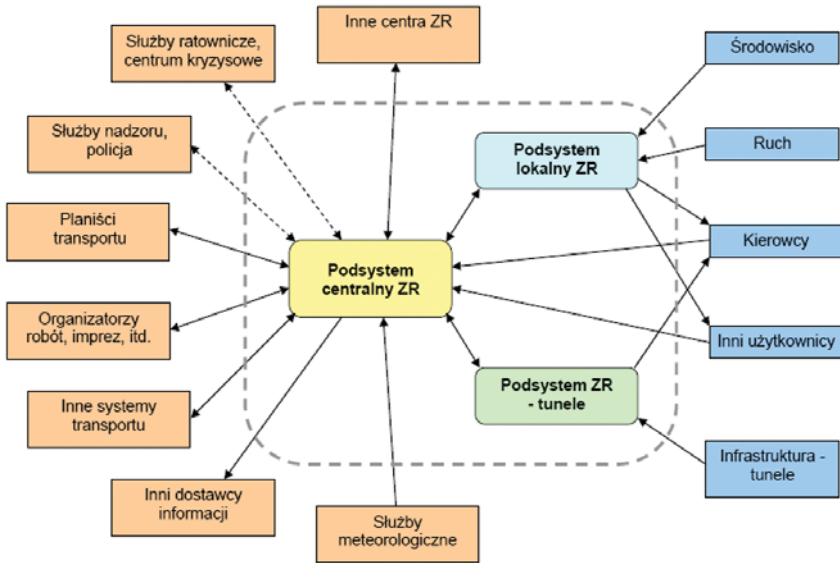 Inne centra ZR
Służby ratownicze,
centrum kryzysowe
Środowisko
Służby nadzoru,
policja
Podsystem
lokalny ZR
Ruch
Planiści
transportu
Kierowcy
Podsystem
centralny ZR
Organizatorzy
robót, imprez, itd.
Inni użytkownicy
Podsystem ZR
- tunele
Inne systemy
transportu
Infrastruktura -
tunele
Inni dostawcy
informacji
Służby
meteorologiczne